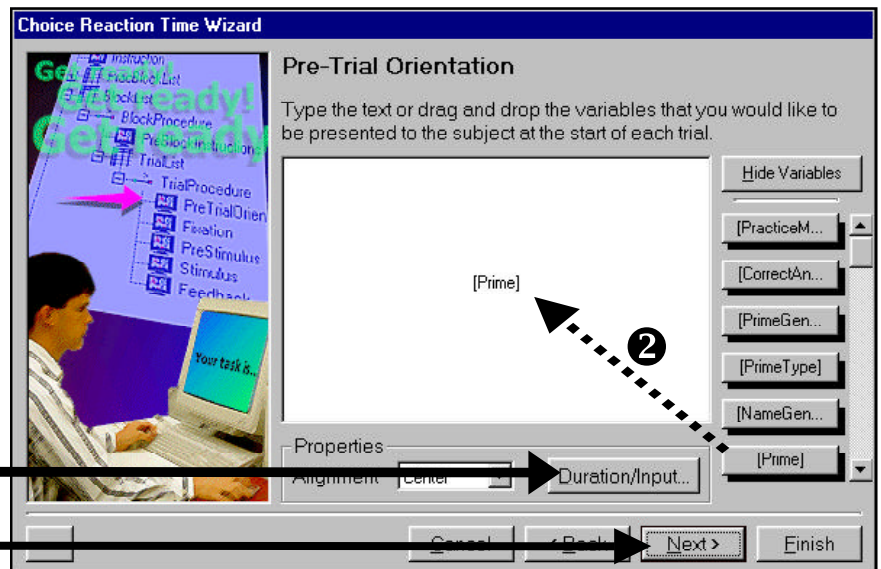 Choice Reaction Time Wizard
Instruction
Get ready!
PracBlockList
Get ready!
BlockList
Get ready
BlockProcedure
PreBlockInstructions
TrialList
TrialProcedure
PreTrialOrien
Fixation
PreStimulus
Stimulus
Feedback
Your task is...
Pre-Trial Orientation
Type the text or drag and drop the variables that you would like to
be presented to the subject at the start of each trial.
[Prime]
2
Hide Variables
[PracticeM...
[CorrectAn...
[PrimeGen...
[PrimeType]
[NameGen...
[Prime]
Properties
Alignment Center Duration/Input...
Cancel < Back Next > Finish